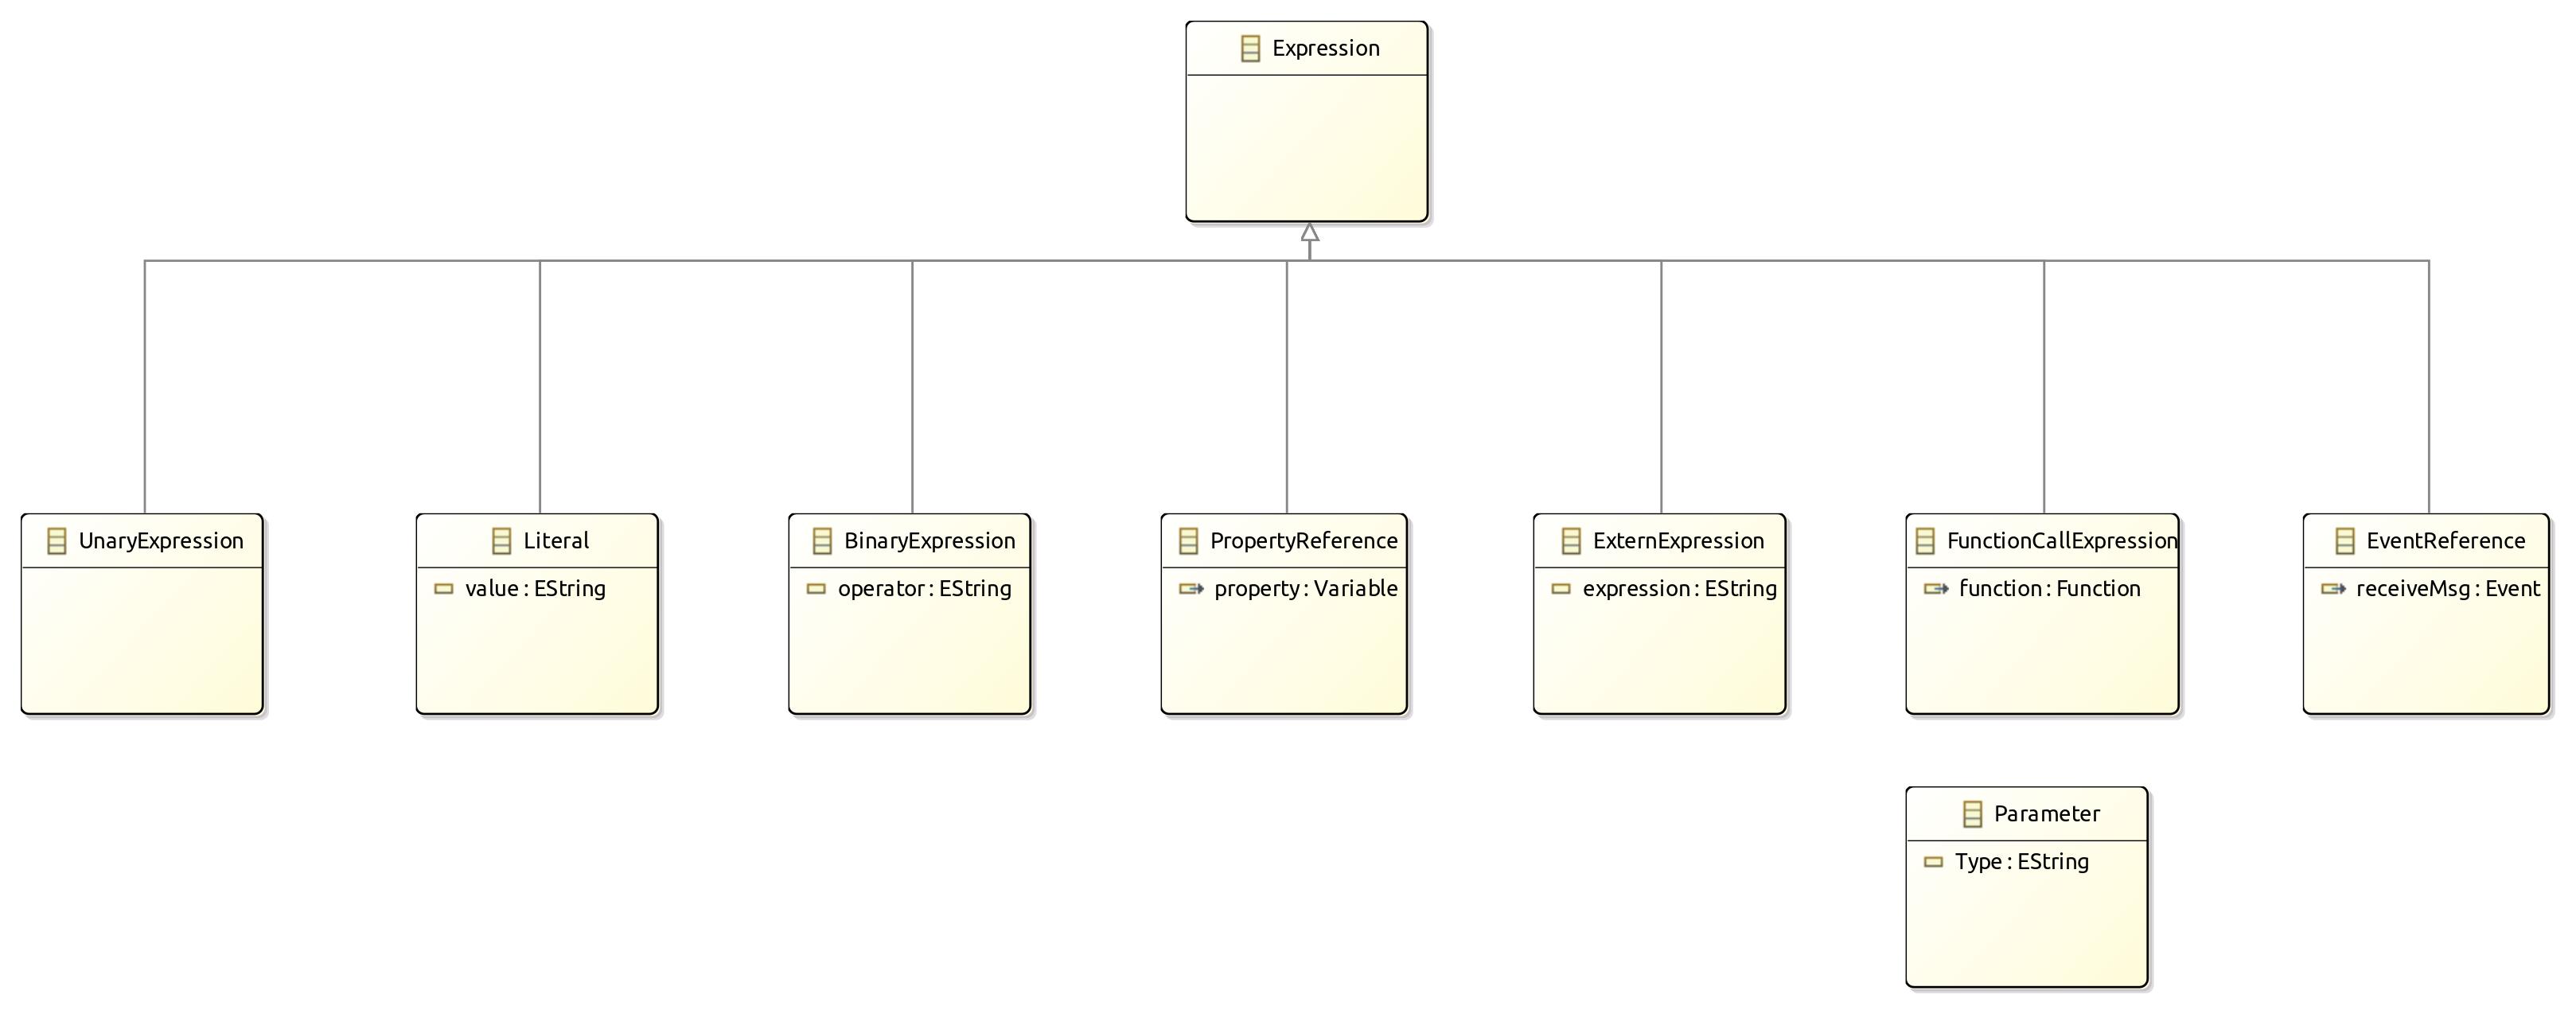 Expression
UnaryExpression
Literal
value : EString
BinaryExpression
operator : EString
PropertyReference
property : Variable
ExternExpression
expression : EString
FunctionCallExpression
function : Function
EventReference
receiveMsg : Event
Parameter
Type : EString